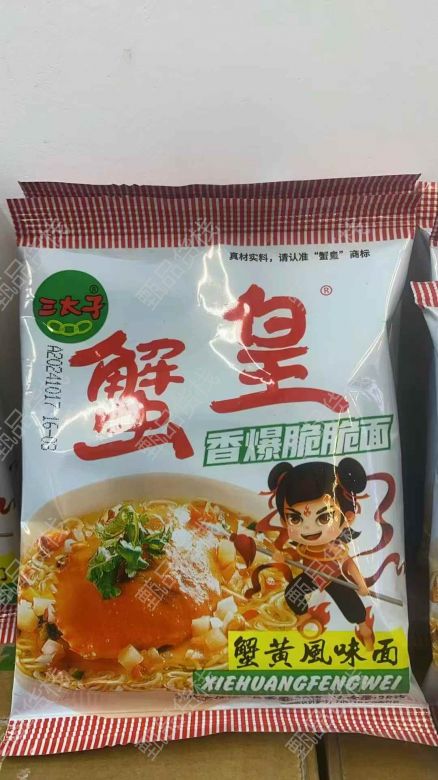 真材实料，请认准“蟹皇”商标
三太子®
蟹皇®
A20241017 16:03
香爆脆脆面
蟹黄風味面
XIEHUANGFENGWEI